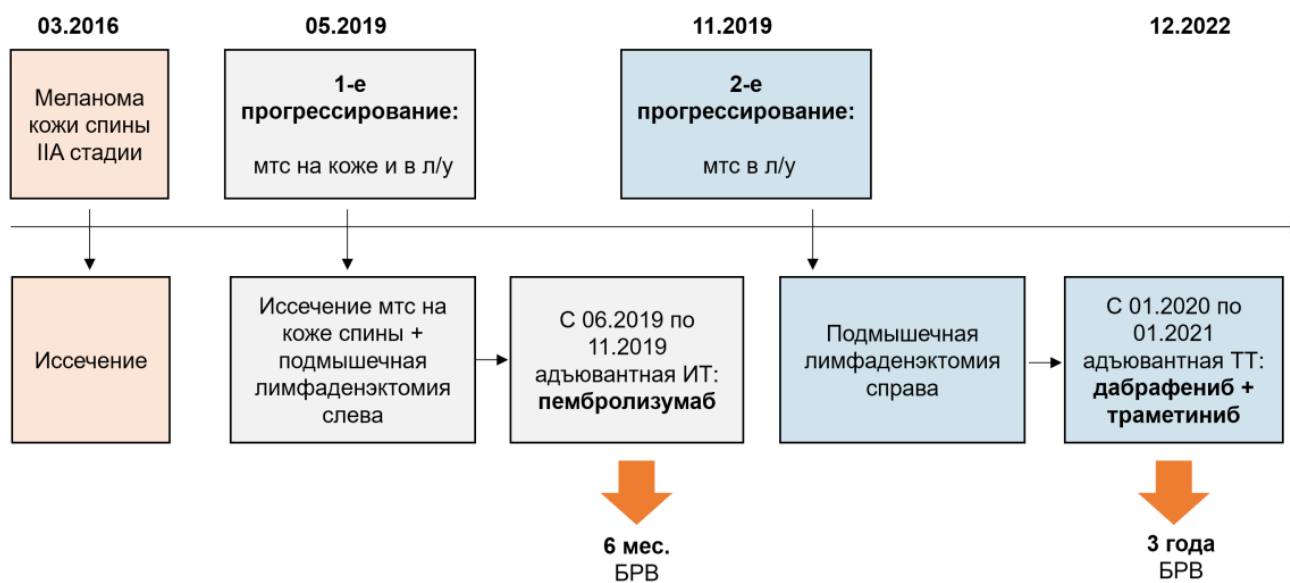 03.2016
05.2019
11.2019
12.2022
Меланома
кожи спины
IIA стадии
1-е
прогрессирование:
мтс на коже и в л/у
2-е
прогрессирование:
мтс в л/у
Иссечение
Иссечение мтс на
коже спины +
подмышечная
лимфаденэктомия
слева
С 06.2019 по
11.2019
адъювантная ИТ:
пембролизумаб
Подмышечная
лимфаденэктомия
справа
С 01.2020 по
01.2021
адъювантная ТТ:
дабрафениб +
траметиниб
6 мес.
БРВ
3 года
БРВ